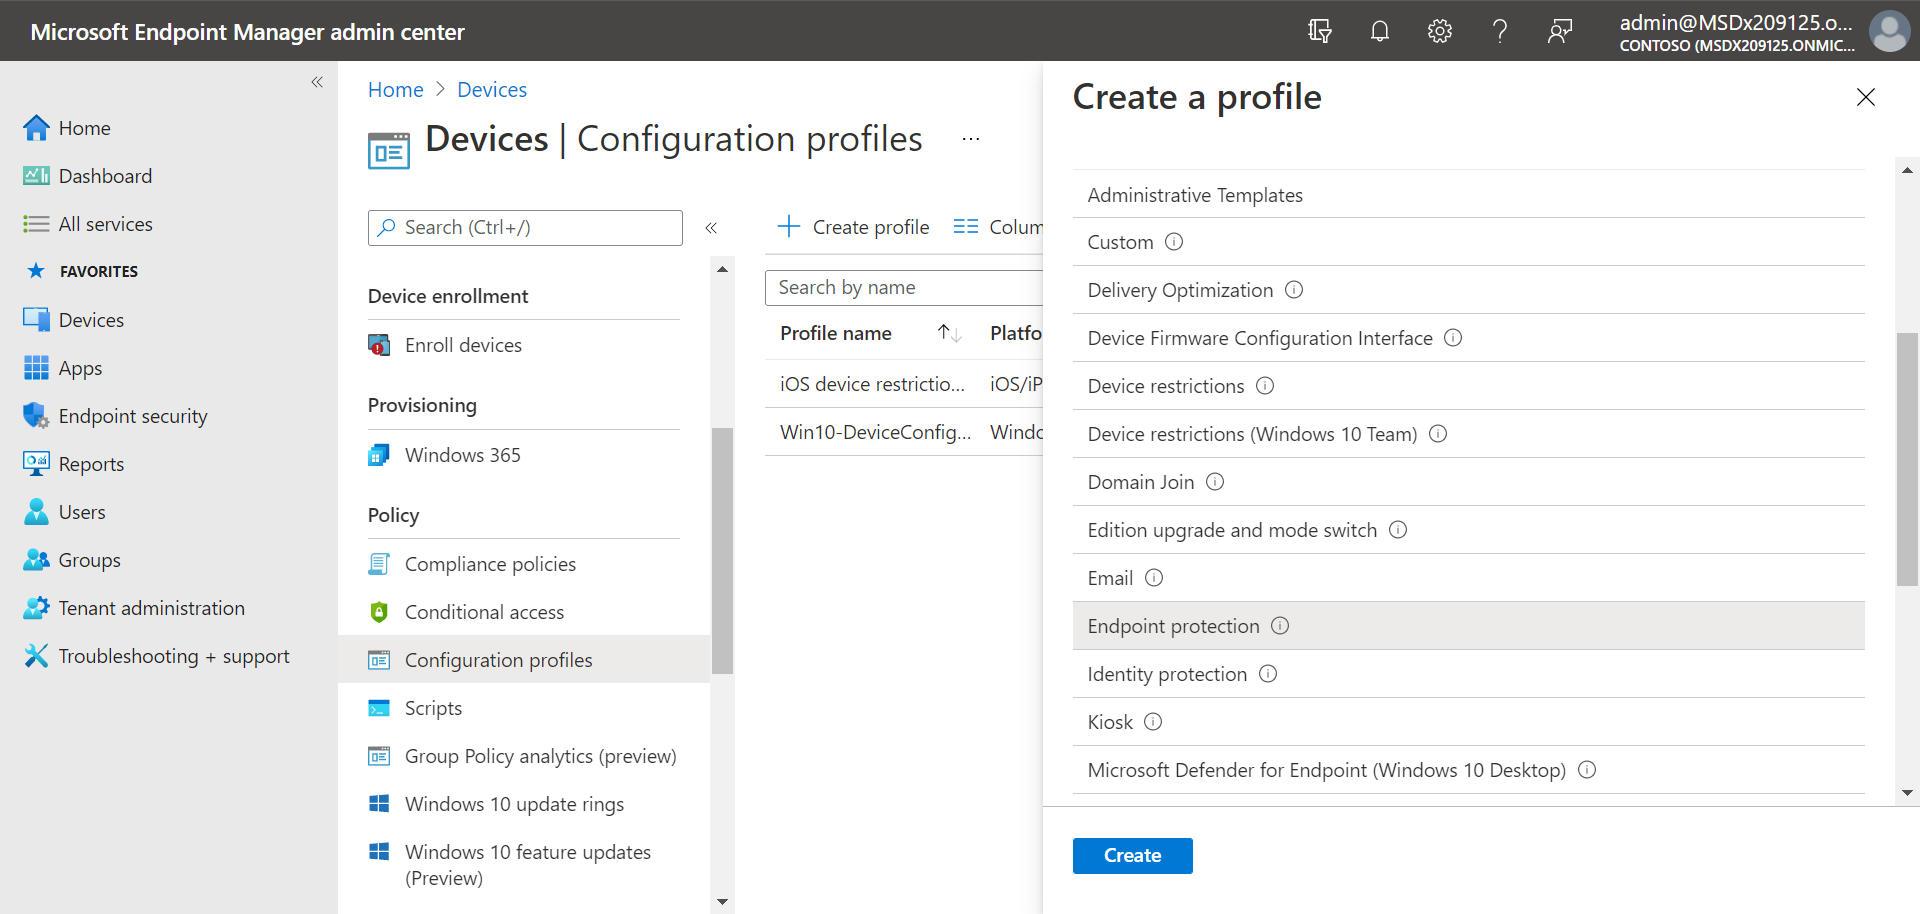 Microsoft Endpoint Manager admin center
admin@MSDx209125.o...
CONTOSO (MSDX209125.ONMIC...
Home
Dashboard
All services
FAVORITES
Devices
Apps
Endpoint security
Reports
Users
Groups
Tenant administration
Troubleshooting + support
Home > Devices
Devices | Configuration profiles ...
Search (Ctrl+/)
Device enrollment
Enroll devices
Provisioning
Windows 365
Policy
Compliance policies
Conditional access
Configuration profiles
Scripts
Group Policy analytics (preview)
Windows 10 update rings
Windows 10 feature updates
(Preview)
Create profile Colum
Search by name
Profile name Platfo
iOS device restrictio... iOS/iP
Win10-DeviceConfig... Windo
Create a profile
Administrative Templates
Custom
Delivery Optimization
Device Firmware Configuration Interface
Device restrictions
Device restrictions (Windows 10 Team)
Domain Join
Edition upgrade and mode switch
Email
Endpoint protection
Identity protection
Kiosk
Microsoft Defender for Endpoint (Windows 10 Desktop)
Create